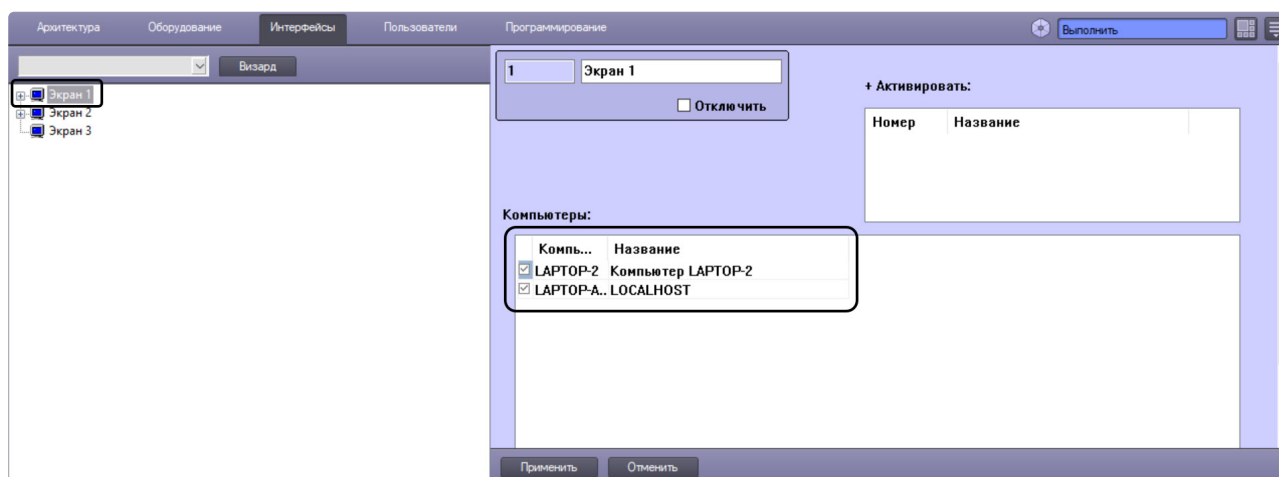 Архитектура Оборудование Интерфейсы Пользователи Программирование Выполнить
Визард
Экран 1
Экран 2
Экран 3
1 Экран 1
Отключить
+ Активировать:
Номер Название
Компьютеры:
Компь... Название
LAPTOP-2 Компьютер LAPTOP-2
LAPTOP-A.. LOCALHOST
Применить Отменить